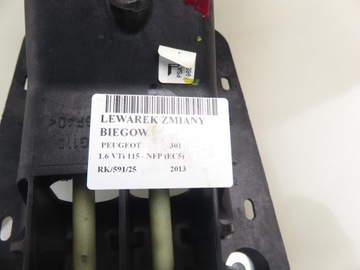 LEWAREK ZMIANY
BIEGOW
PEUGEOT 301
1.6 VTi 115 - NFP (EC5)
RK/591/25 2013